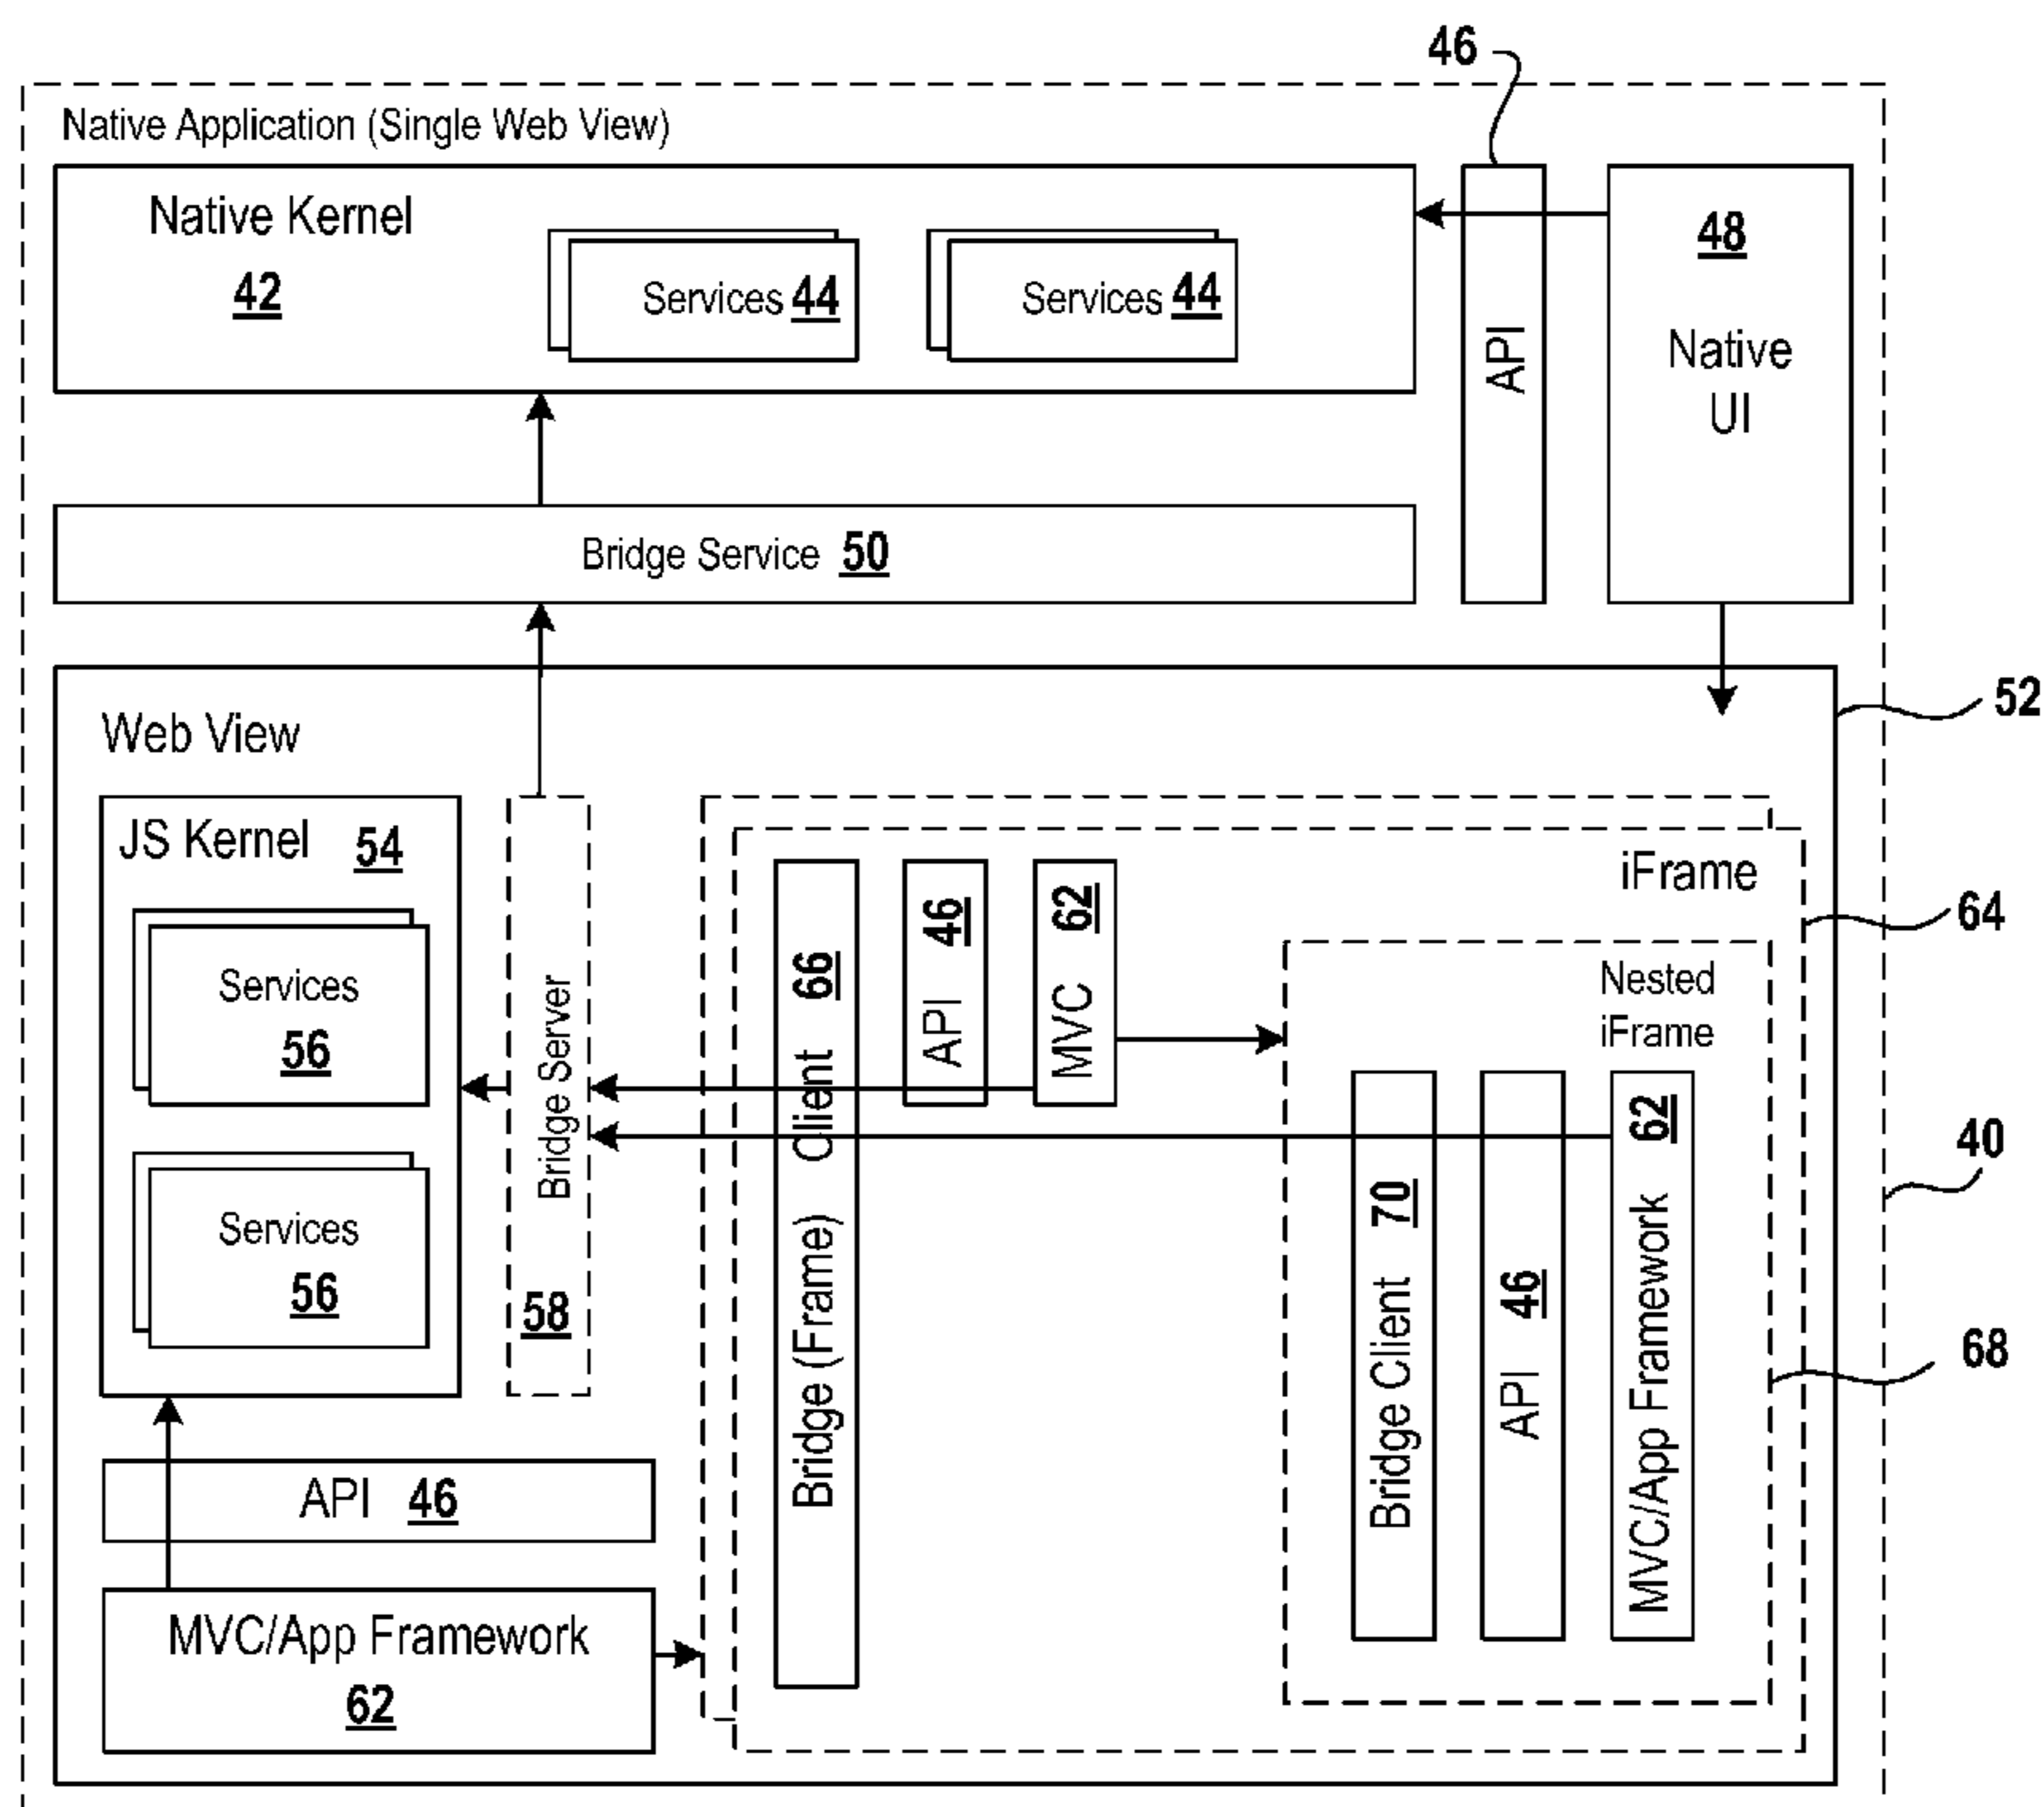 46
Native Application (Single Web View)
Native Kernel
42
Services 44
Services 44
API
48
Native
UI
Bridge Service 50
52
Web View
JS Kernel 54
Services
56
Services
56
Bridge Server
58
iFrame
64
Bridge (Frame) Client 66
API 46
MVC 62
Nested
iFrame
Bridge Client 70
API 46
MVC/App Framework 62
40
68
API 46
MVC/App Framework
62